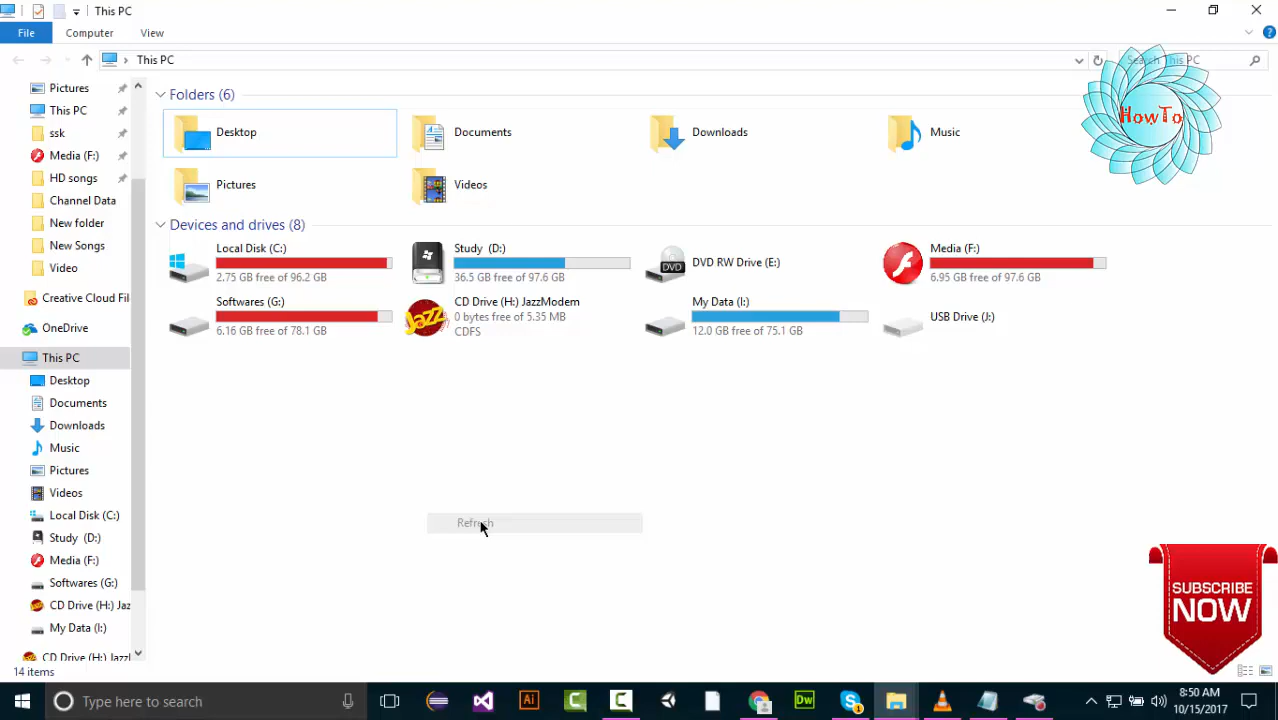 This PC
File
Computer
View
This PC
Search This PC
HowTo
Pictures
This PC
ssk
Media (F:)
HD songs
Channel Data
New folder
New Songs
Video
Creative Cloud Fil
OneDrive
This PC
Desktop
Documents
Downloads
Music
Pictures
Videos
Local Disk (C:)
Study (D:)
Media (F:)
Softwares (G:)
CD Drive (H:) Jaz
My Data (I:)
CD Drive (H:) Jazz
Folders (6)
Desktop
Documents
Downloads
Music
Pictures
Videos
Devices and drives (8)
Local Disk (C:)
2.75 GB free of 96.2 GB
Study (D:)
36.5 GB free of 97.6 GB
DVD
DVD RW Drive (E:)
Media (F:)
6.95 GB free of 97.6 GB
Softwares (G:)
6.16 GB free of 78.1 GB
Jazz
CD Drive (H:) JazzModem
0 bytes free of 5.35 MB
CDFS
My Data (I:)
12.0 GB free of 75.1 GB
USB Drive (J:)
Refresh
SUBSCRIBE
NOW
14 items
Type here to search
Ai
C
C
Dw
S
1
8:50 AM
10/15/2017